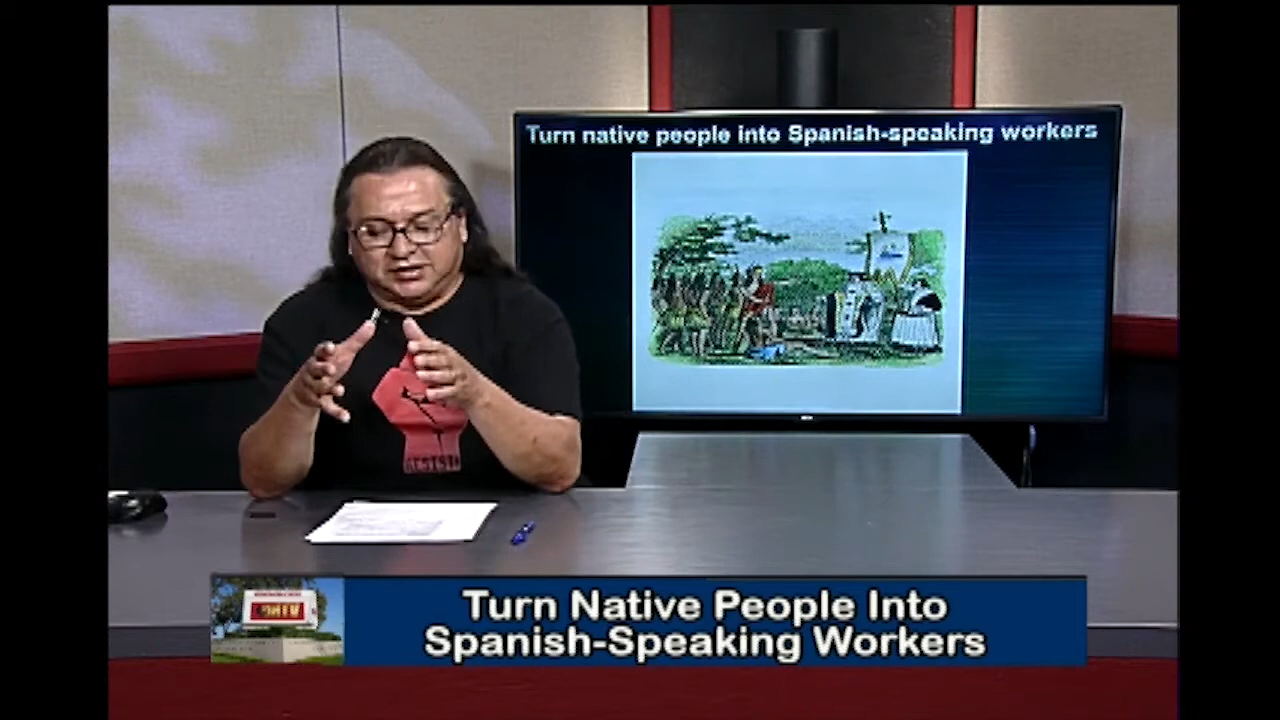 Turn native people into Spanish-speaking workers
RESIST
Turn Native People Into
Spanish-Speaking Workers